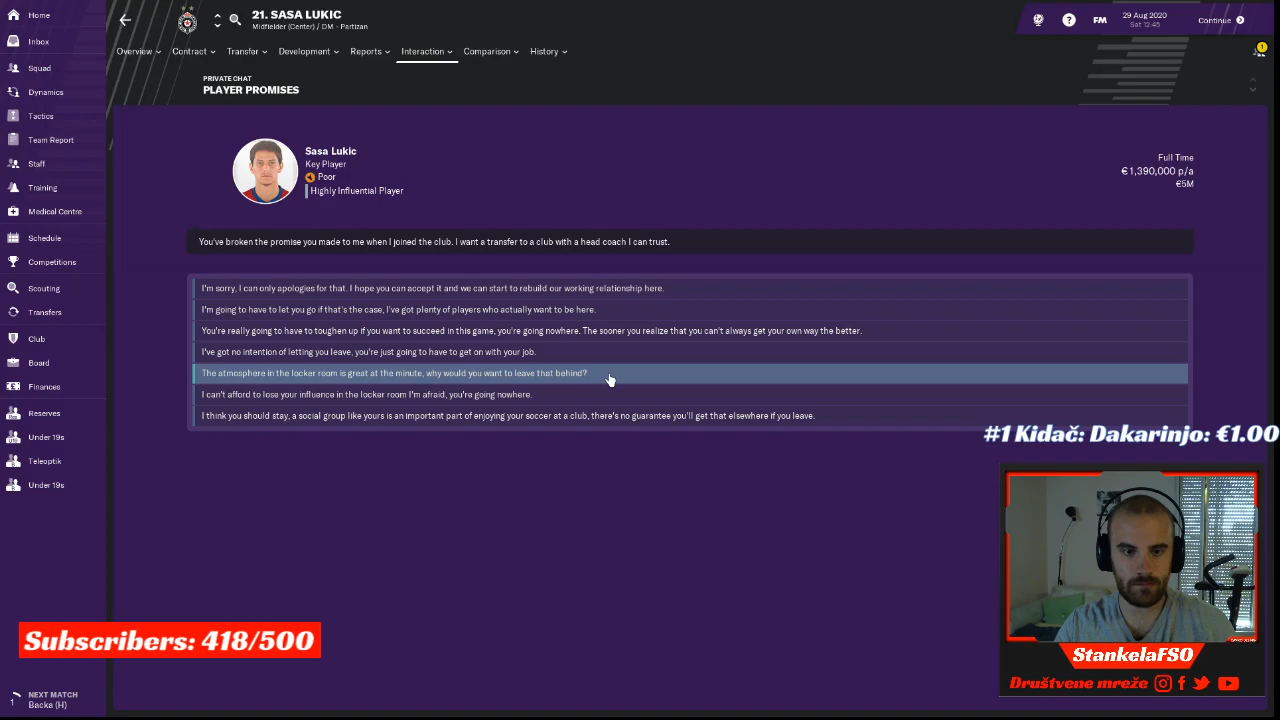 Home
Inbox
Squad
Dynamics
Tactics
Team Report
Staff
Training
Medical Centre
Schedule
Competitions
Scouting
Transfers
Club
Board
Finances
Reserves
Under 19s
Teleoptik
Under 19s
1
NEXT MATCH
Backa (H)
21. SASA LUKIC
Midfielder (Center) / DM - Partizan
FM
29 Aug 2020
Sat 12:45
Continue
Overview
Contract
Transfer
Development
Reports
Interaction
Comparison
History
1
PRIVATE CHAT
PLAYER PROMISES
Sasa Lukic
Key Player
Poor
Highly Influential Player
Full Time
€1,390,000 p/a
€5M
You've broken the promise you made to me when I joined the club. I want a transfer to a club with a head coach I can trust.
I'm sorry, I can only apologies for that. I hope you can accept it and we can start to rebuild our working relationship here.
I'm going to have to let you go if that's the case, I've got plenty of players who actually want to be here.
You're really going to have to toughen up if you want to succeed in this game, you're going nowhere. The sooner you realize that you can't always get your own way the better.
I've got no intention of letting you leave, you're just going to have to get on with your job.
The atmosphere in the locker room is great at the minute, why would you want to leave that behind?
I can't afford to lose your influence in the locker room I'm afraid, you're going nowhere.
I think you should stay, a social group like yours is an important part of enjoying your soccer at a club, there's no guarantee you'll get that elsewhere if you leave.
#1 Kidač: Dakarinjo: €1.00
Subscribers: 418/500
StankelaFSO
Društvene mreže